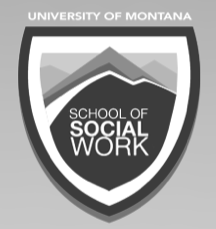 UNIVERSITY OF MONTANA
SCHOOL OF
SOCIAL
WORK